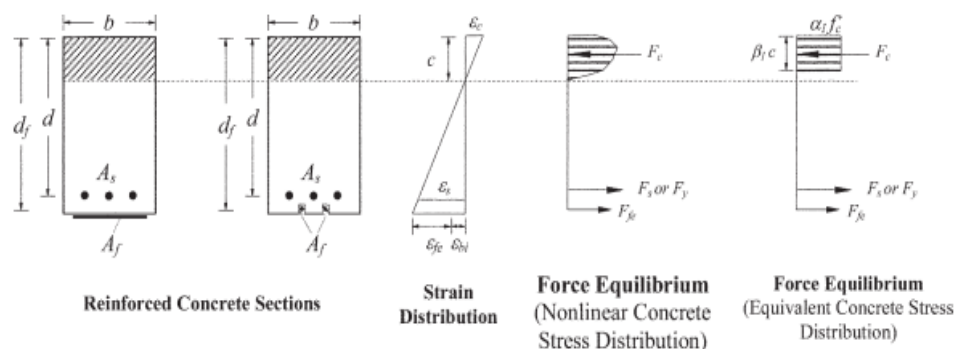 b
b
ε_c
α_1 f'_c
c
β_1 c
F_c
F_c
d_f
d
d_f
d
A_s
A_s
ε_s
F_s or F_y
F_s or F_y
F_fe
F_fe
A_f
A_f
ε_fe
ε_bi
Reinforced Concrete Sections
Strain
Distribution
Force Equilibrium
(Nonlinear Concrete
Stress Distribution)
Force Equilibrium
(Equivalent Concrete Stress
Distribution)